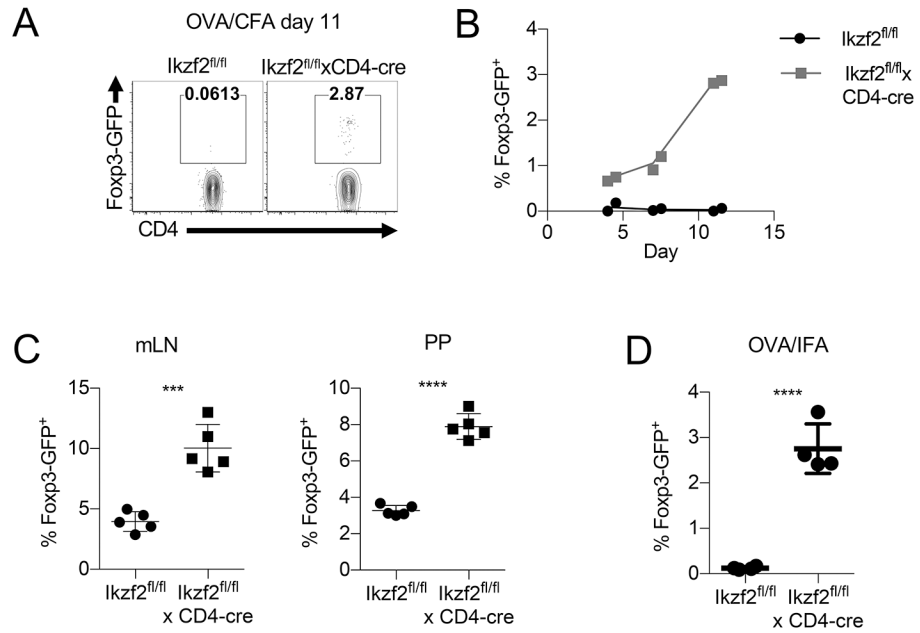 A
OVA/CFA day 11
Ikzf2fl/fl
Ikzf2fl/flxCD4-cre
0.0613
2.87
Foxp3-GFP
CD4
B
% Foxp3-GFP+
4
3
2
1
0
0
5
10
15
Day
Ikzf2fl/fl
Ikzf2fl/flx
CD4-cre
C
mLN
***
% Foxp3-GFP+
15
10
5
0
Ikzf2fl/fl
Ikzf2fl/fl
x CD4-cre
PP
****
% Foxp3-GFP+
10
8
6
4
2
0
Ikzf2fl/fl
Ikzf2fl/fl
x CD4-cre
D
OVA/IFA
****
% Foxp3-GFP+
4
3
2
1
0
Ikzf2fl/fl
Ikzf2fl/fl
x CD4-cre